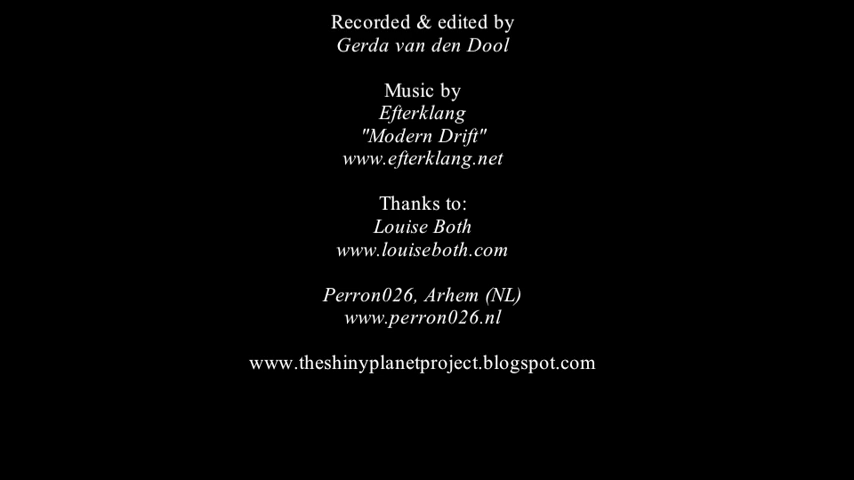 Recorded & edited by
Gerda van den Dool
Music by
Efterklang
"Modern Drift"
www.efterklang.net
Thanks to:
Louise Both
www.louiseboth.com
Perron026, Arhem (NL)
www.perron026.nl
www.theshinyplanetproject.blogspot.com